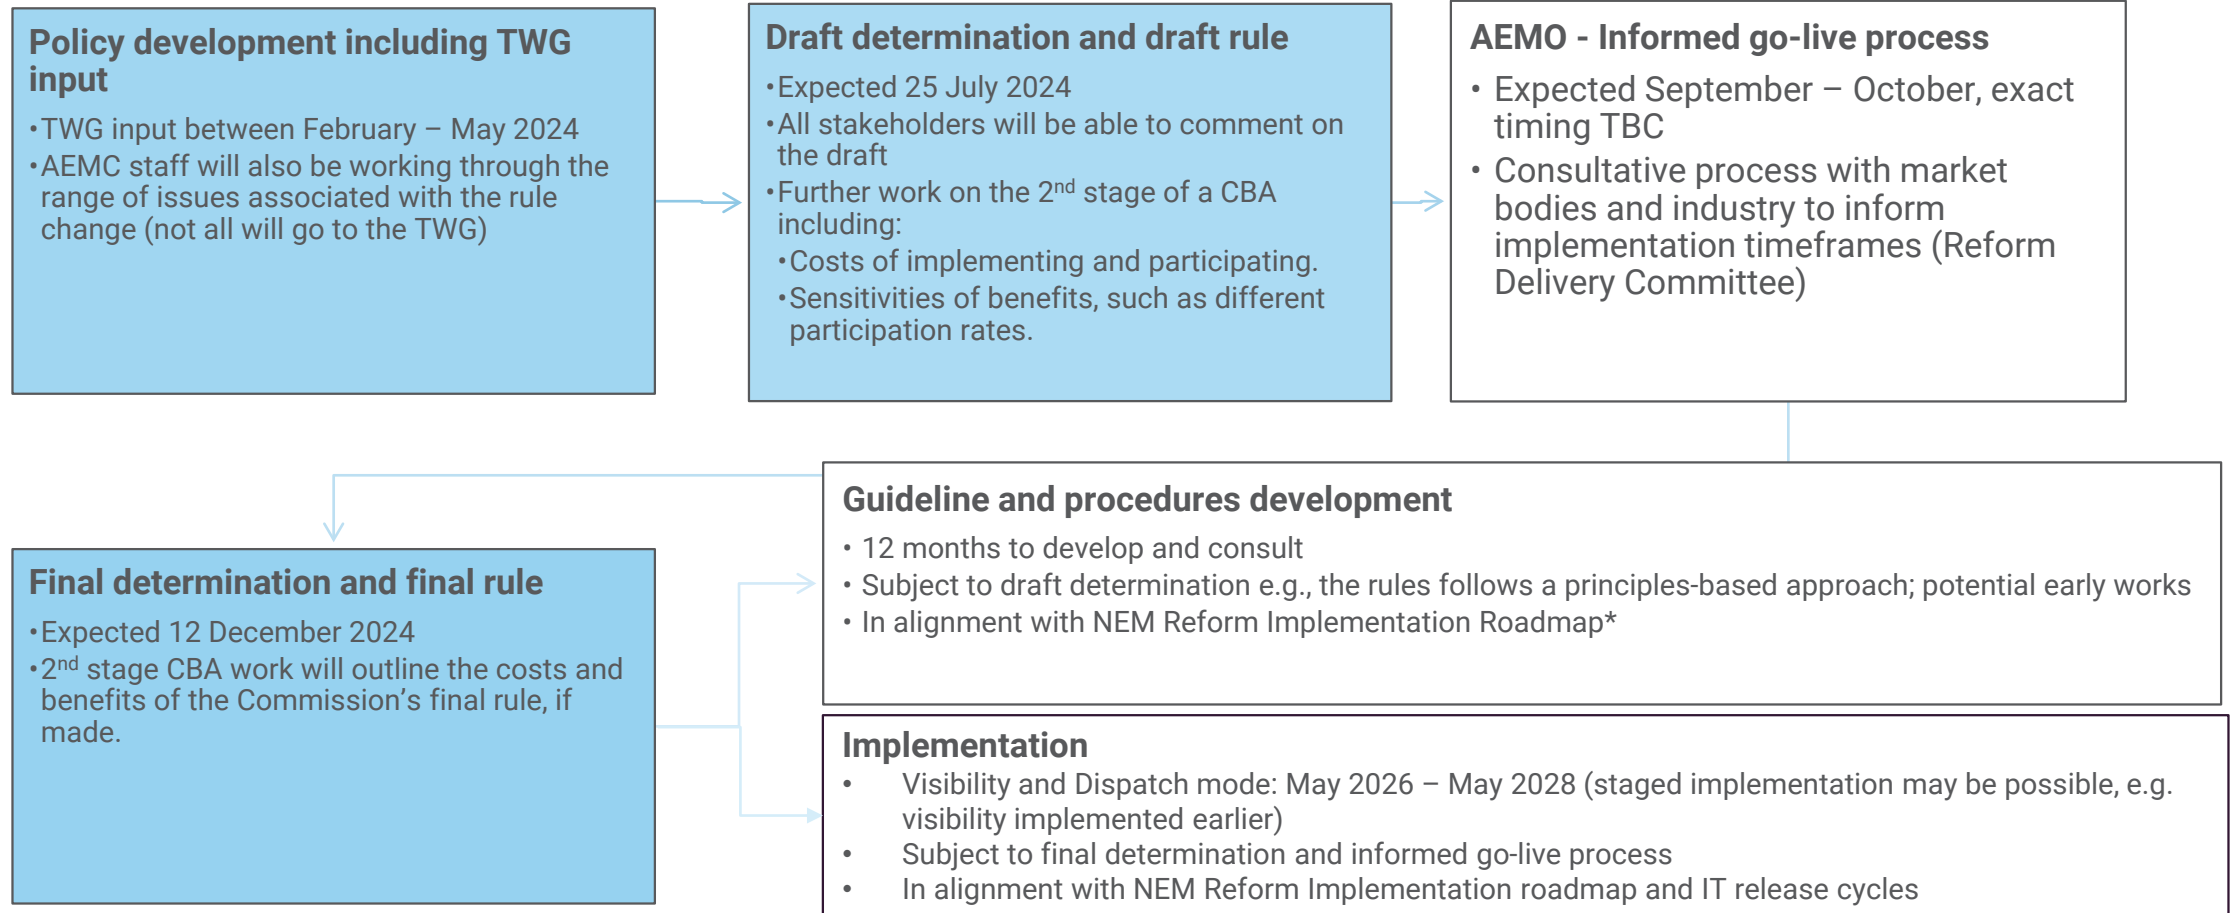 Policy development including TWG
input
•TWG input between February – May 2024
•AEMC staff will also be working through the
range of issues associated with the rule
change (not all will go to the TWG)
Draft determination and draft rule
•Expected 25 July 2024
•All stakeholders will be able to comment on
the draft
•Further work on the 2nd stage of a CBA
including:
•Costs of implementing and participating.
•Sensitivities of benefits, such as different
participation rates.
AEMO - Informed go-live process
• Expected September – October, exact
timing TBC
• Consultative process with market
bodies and industry to inform
implementation timeframes (Reform
Delivery Committee)
Final determination and final rule
•Expected 12 December 2024
•2nd stage CBA work will outline the costs and
benefits of the Commission’s final rule, if
made.
Guideline and procedures development
• 12 months to develop and consult
• Subject to draft determination e.g., the rules follows a principles-based approach; potential early works
• In alignment with NEM Reform Implementation Roadmap*
Implementation
• Visibility and Dispatch mode: May 2026 – May 2028 (staged implementation may be possible, e.g.
visibility implemented earlier)
• Subject to final determination and informed go-live process
• In alignment with NEM Reform Implementation roadmap and IT release cycles